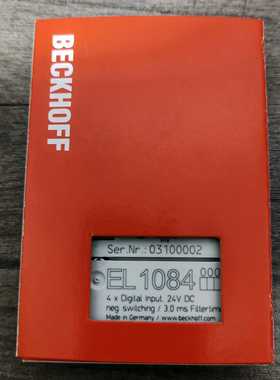 BECKHOFF
Ser.Nr.: 03100002
EL 1084
4 x Digital Input, 24V DC
neg. switching / 3.0 ms Filtertime
Made in Germany / www.beckhoff.com